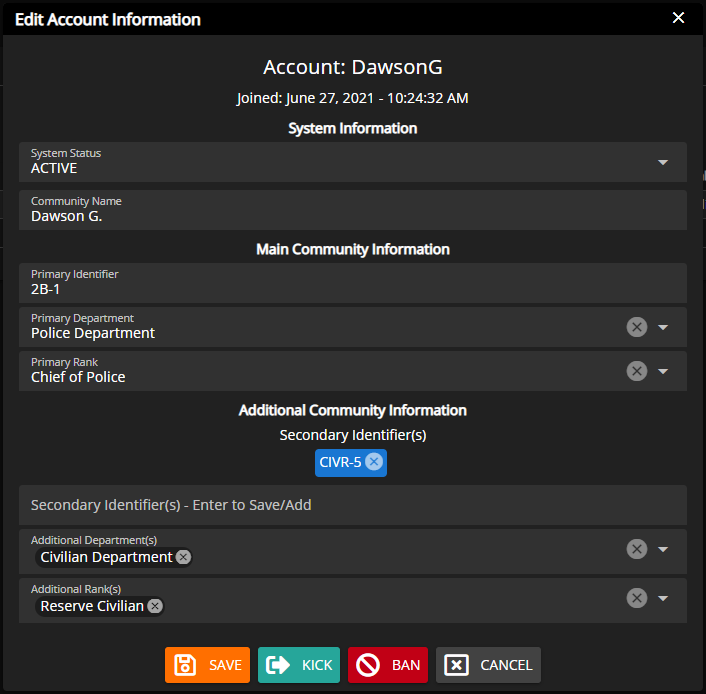 Edit Account Information
Account: DawsonG
Joined: June 27, 2021 - 10:24:32 AM
System Information
System Status
ACTIVE
Community Name
Dawson G.
Main Community Information
Primary Identifier
2B-1
Primary Department
Police Department
Primary Rank
Chief of Police
Additional Community Information
Secondary Identifier(s)
CIVR-5
Secondary Identifier(s) - Enter to Save/Add
Additional Department(s)
Civilian Department
Additional Rank(s)
Reserve Civilian
SAVE KICK BAN CANCEL